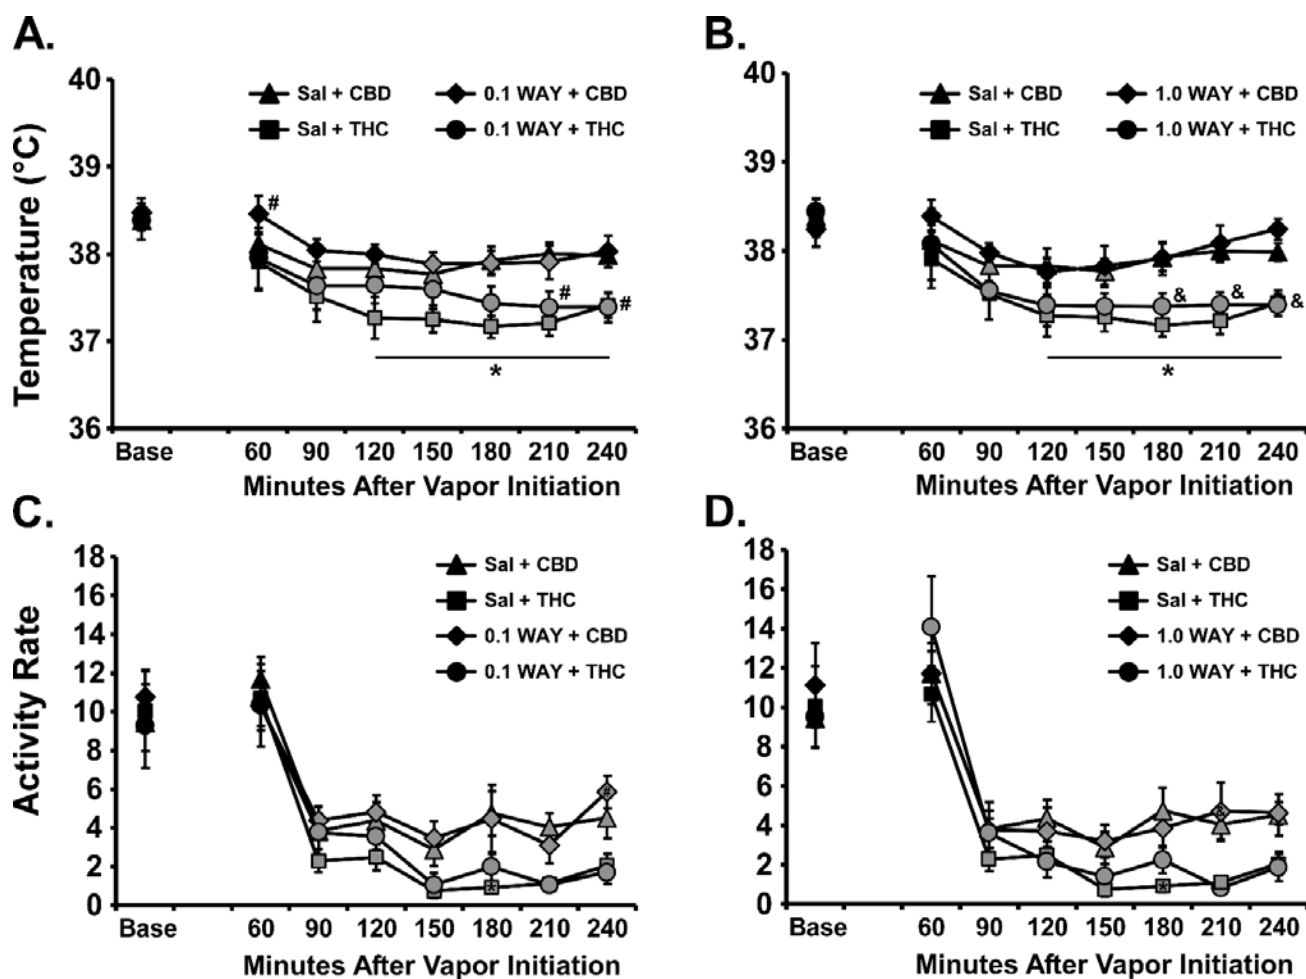 A.
Sal + CBD
0.1 WAY + CBD
Sal + THC
0.1 WAY + THC
Temperature (°C)
40
39
38
37
36
#
#
#
*
Base 60 90 120 150 180 210 240
Minutes After Vapor Initiation
B.
Sal + CBD
1.0 WAY + CBD
Sal + THC
1.0 WAY + THC
40
39
38
37
36
&
&
&
*
Base 60 90 120 150 180 210 240
Minutes After Vapor Initiation
C.
Sal + CBD
Sal + THC
0.1 WAY + CBD
0.1 WAY + THC
Activity Rate
18
16
14
12
10
8
6
4
2
0
#
*
Base 60 90 120 150 180 210 240
Minutes After Vapor Initiation
D.
Sal + CBD
Sal + THC
1.0 WAY + CBD
1.0 WAY + THC
18
16
14
12
10
8
6
4
2
0
&
*
Base 60 90 120 150 180 210 240
Minutes After Vapor Initiation